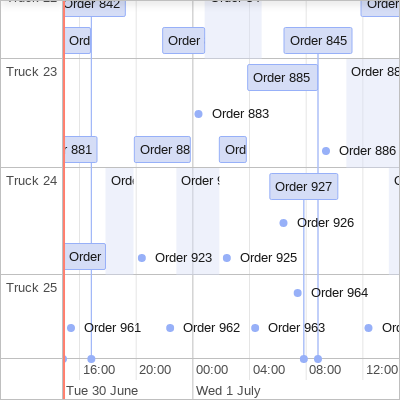 Order 842
Ord
Order
Order 845
Truck 23
Order 885
Order 88
Order 883
881
Order 88
Ord
Order 886
Truck 24
Ord
Order 9
Order 927
Order 926
Order
Order 923
Order 925
Truck 25
Order 964
Order 961
Order 962
Order 963
Ord
16:00
20:00
00:00
04:00
08:00
12:00
Tue 30 June
Wed 1 July